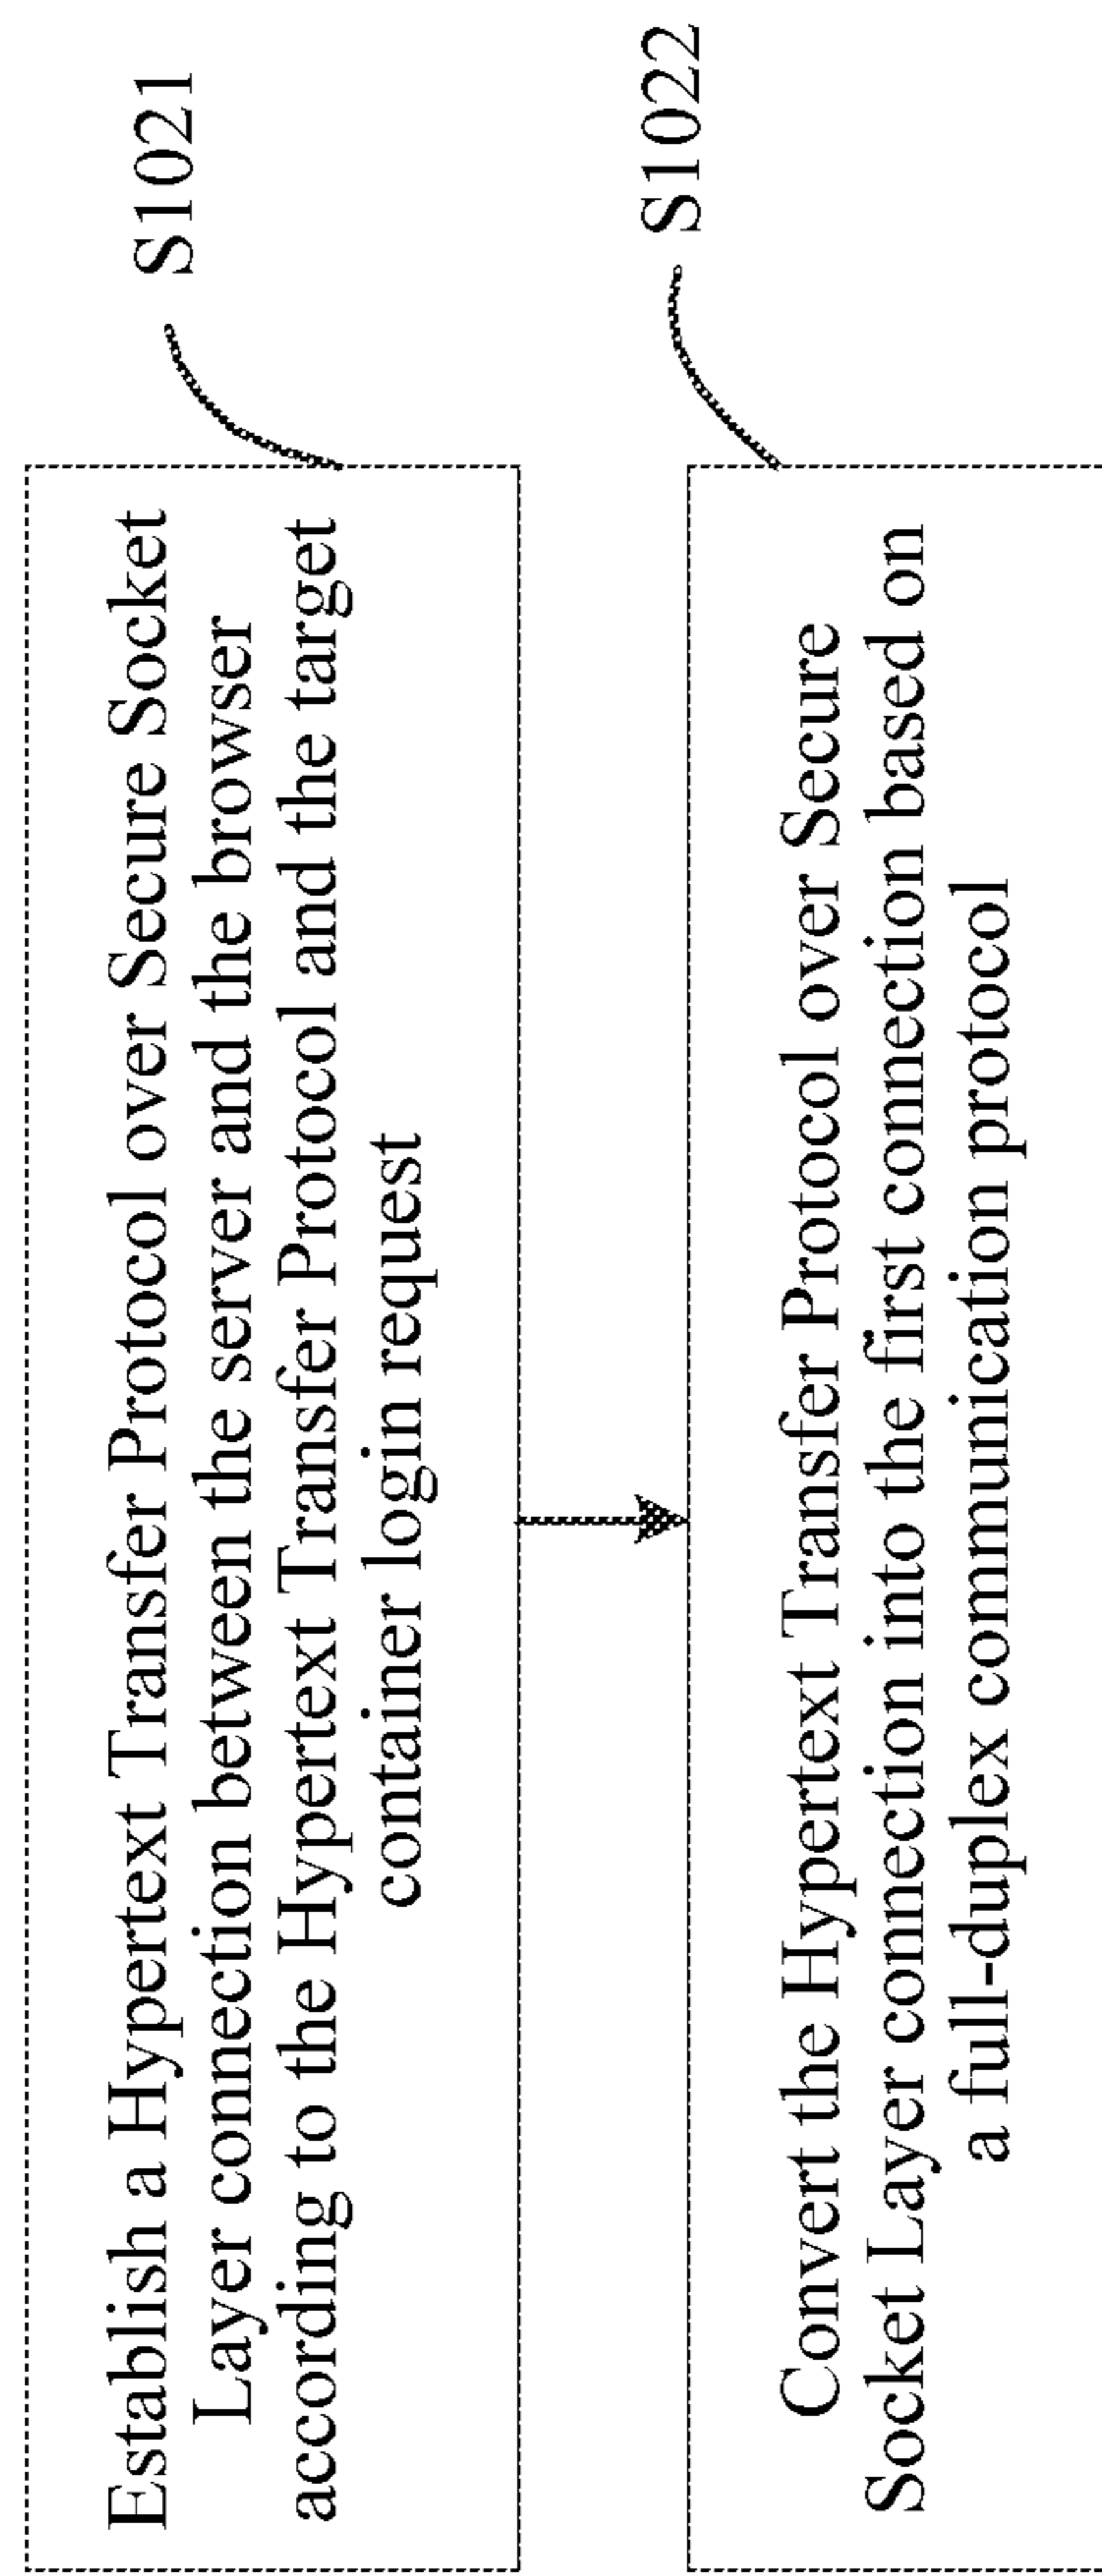 Establish a Hypertext Transfer Protocol over Secure Socket
Layer connection between the server and the browser
according to the Hypertext Transfer Protocol and the target
container login request
S1021
Convert the Hypertext Transfer Protocol over Secure
Socket Layer connection into the first connection based on
a full-duplex communication protocol
S1022